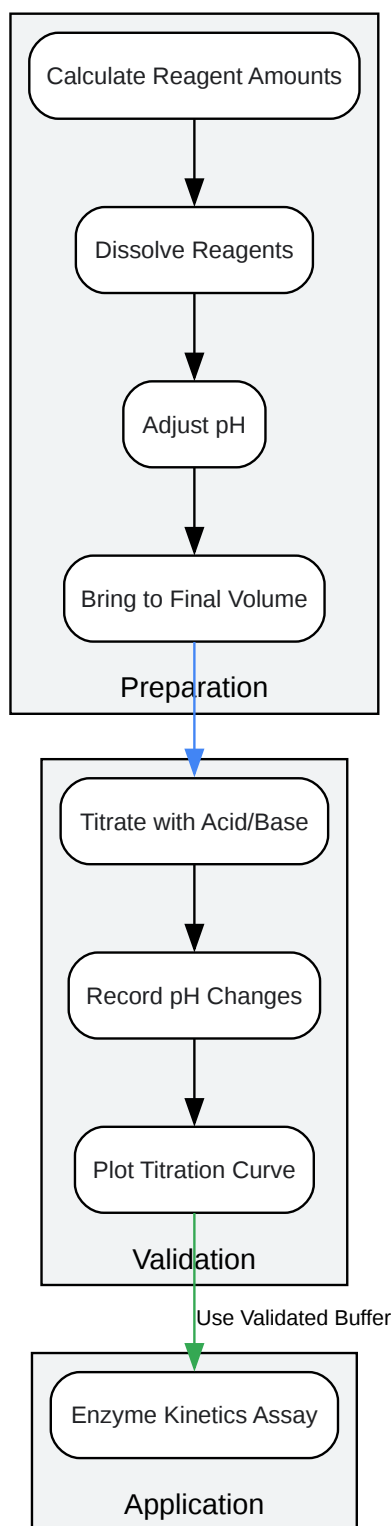 Calculate Reagent Amounts
Dissolve Reagents
Adjust pH
Bring to Final Volume
Preparation
Titrate with Acid/Base
Record pH Changes
Plot Titration Curve
Validation
Use Validated Buffer
Enzyme Kinetics Assay
Application